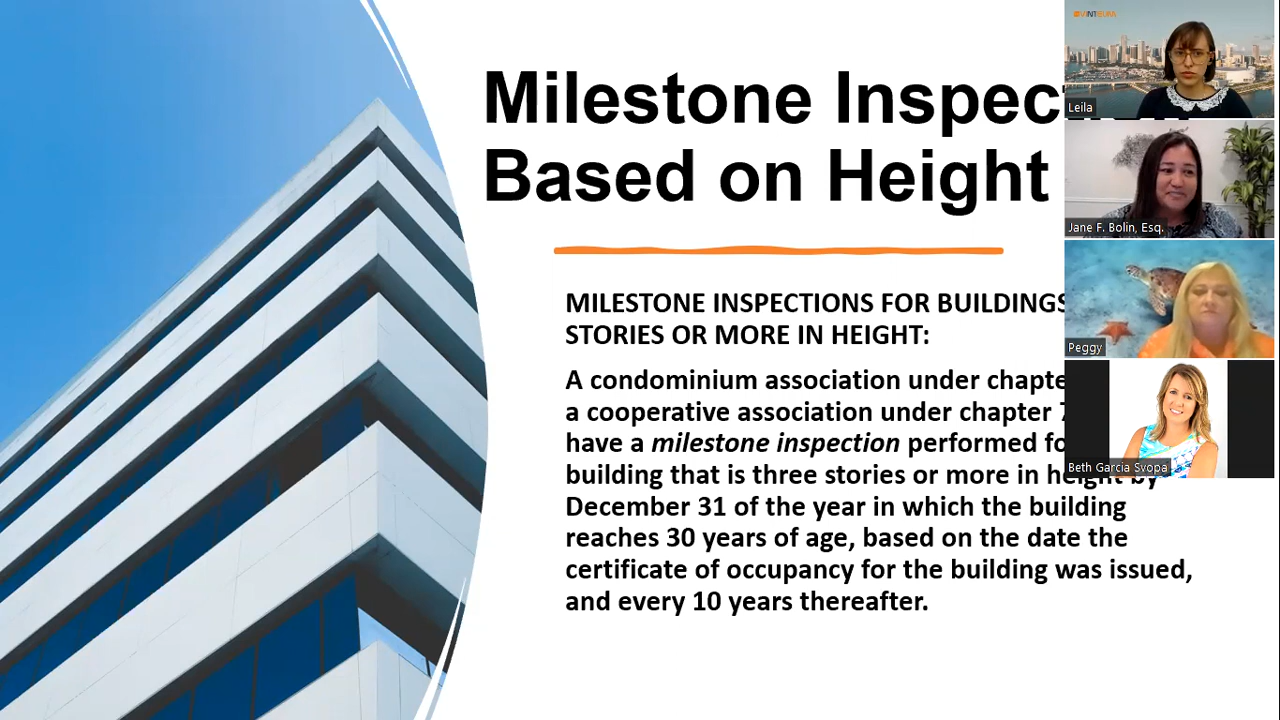 Milestone Inspec
Based on Height
MILESTONE INSPECTIONS FOR BUILDINGS
STORIES OR MORE IN HEIGHT:
A condominium association under chapte
a cooperative association under chapter 7
have a milestone inspection performed fo
building that is three stories or more in height by
December 31 of the year in which the building
reaches 30 years of age, based on the date the
certificate of occupancy for the building was issued,
and every 10 years thereafter.
VINTEUM
Leila
Jane F. Bolin, Esq.
Peggy
Beth Garcia Svopa